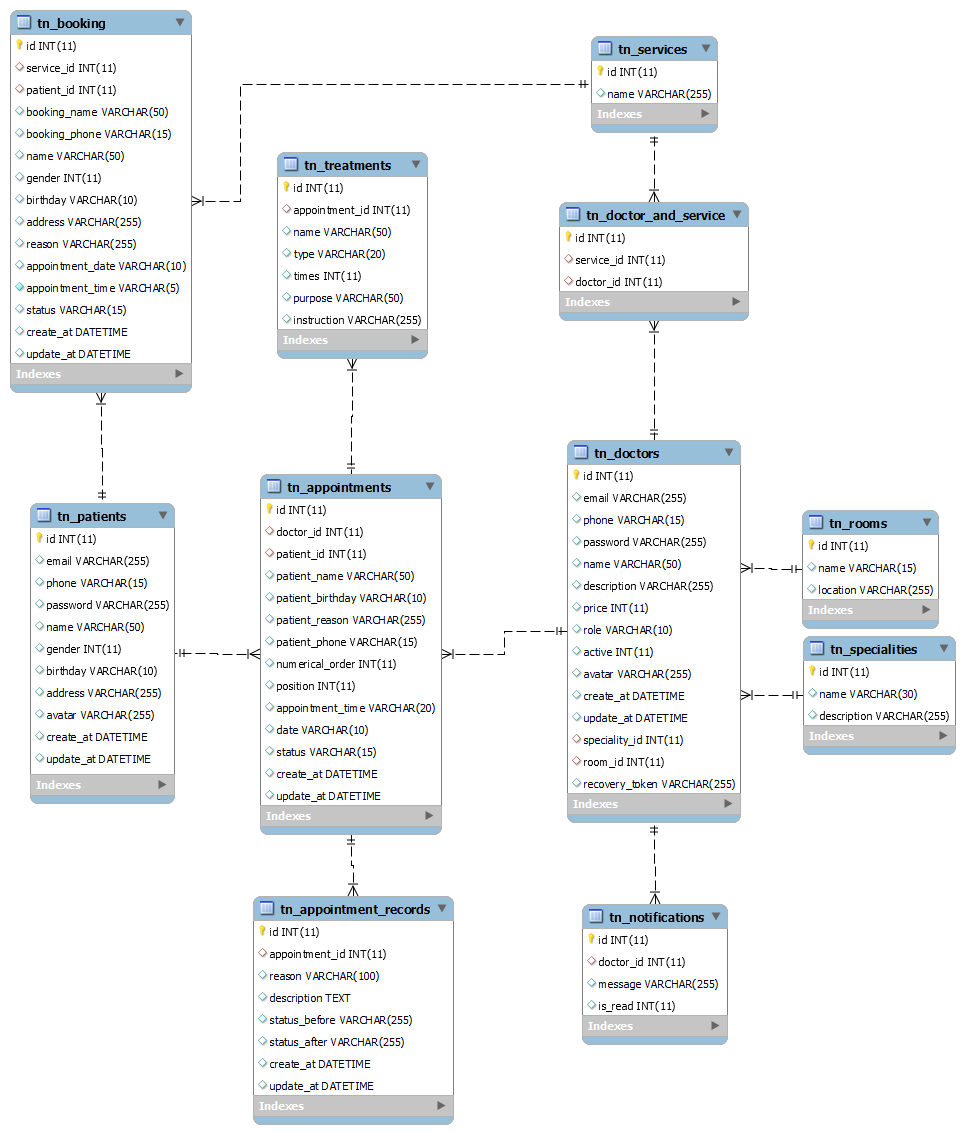 tn_booking
id INT(11)
service_id INT(11)
patient_id INT(11)
booking_name VARCHAR(50)
booking_phone VARCHAR(15)
name VARCHAR(50)
gender INT(11)
birthday VARCHAR(10)
address VARCHAR(255)
reason VARCHAR(255)
appointment_date VARCHAR(10)
appointment_time VARCHAR(5)
status VARCHAR(15)
create_at DATETIME
update_at DATETIME
Indexes
tn_services
id INT(11)
name VARCHAR(255)
Indexes
tn_treatments
id INT(11)
appointment_id INT(11)
name VARCHAR(50)
type VARCHAR(20)
times INT(11)
purpose VARCHAR(50)
instruction VARCHAR(255)
Indexes
tn_doctor_and_service
id INT(11)
service_id INT(11)
doctor_id INT(11)
Indexes
tn_patients
id INT(11)
email VARCHAR(255)
phone VARCHAR(15)
password VARCHAR(255)
name VARCHAR(50)
gender INT(11)
birthday VARCHAR(10)
address VARCHAR(255)
avatar VARCHAR(255)
create_at DATETIME
update_at DATETIME
Indexes
tn_appointments
id INT(11)
doctor_id INT(11)
patient_id INT(11)
patient_name VARCHAR(50)
patient_birthday VARCHAR(10)
patient_reason VARCHAR(255)
patient_phone VARCHAR(15)
numerical_order INT(11)
position INT(11)
appointment_time VARCHAR(20)
date VARCHAR(10)
status VARCHAR(15)
create_at DATETIME
update_at DATETIME
Indexes
tn_doctors
id INT(11)
email VARCHAR(255)
phone VARCHAR(15)
password VARCHAR(255)
name VARCHAR(50)
description VARCHAR(255)
price INT(11)
role VARCHAR(10)
active INT(11)
avatar VARCHAR(255)
create_at DATETIME
update_at DATETIME
speciality_id INT(11)
room_id INT(11)
recovery_token VARCHAR(255)
Indexes
tn_rooms
id INT(11)
name VARCHAR(15)
location VARCHAR(255)
Indexes
tn_specialities
id INT(11)
name VARCHAR(30)
description VARCHAR(255)
Indexes
tn_appointment_records
id INT(11)
appointment_id INT(11)
reason VARCHAR(100)
description TEXT
status_before VARCHAR(255)
status_after VARCHAR(255)
create_at DATETIME
update_at DATETIME
Indexes
tn_notifications
id INT(11)
doctor_id INT(11)
message VARCHAR(255)
is_read INT(11)
Indexes